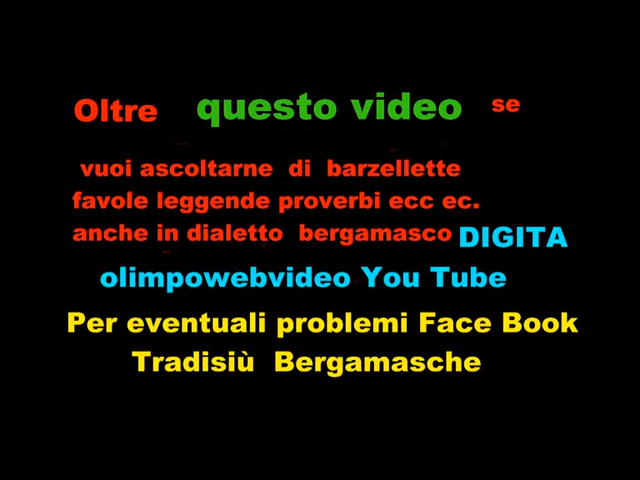 Oltre questo video se
vuoi ascoltarne di barzellette
favole leggende proverbi ecc ec.
anche in dialetto bergamasco DIGITA
olimpowebvideo You Tube
Per eventuali problemi Face Book
Tradisiù Bergamasche